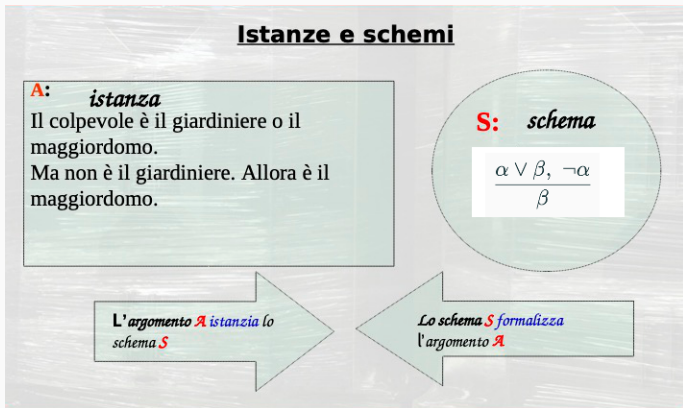 Istanze e schemi
A: istanza
Il colpevole è il giardiniere o il
maggiordomo.
Ma non è il giardiniere. Allora è il
maggiordomo.
S: schema
α ∨ β, ¬α
β
L'argomento A istanzia lo
schema S
Lo schema S formalizza
l'argomento A